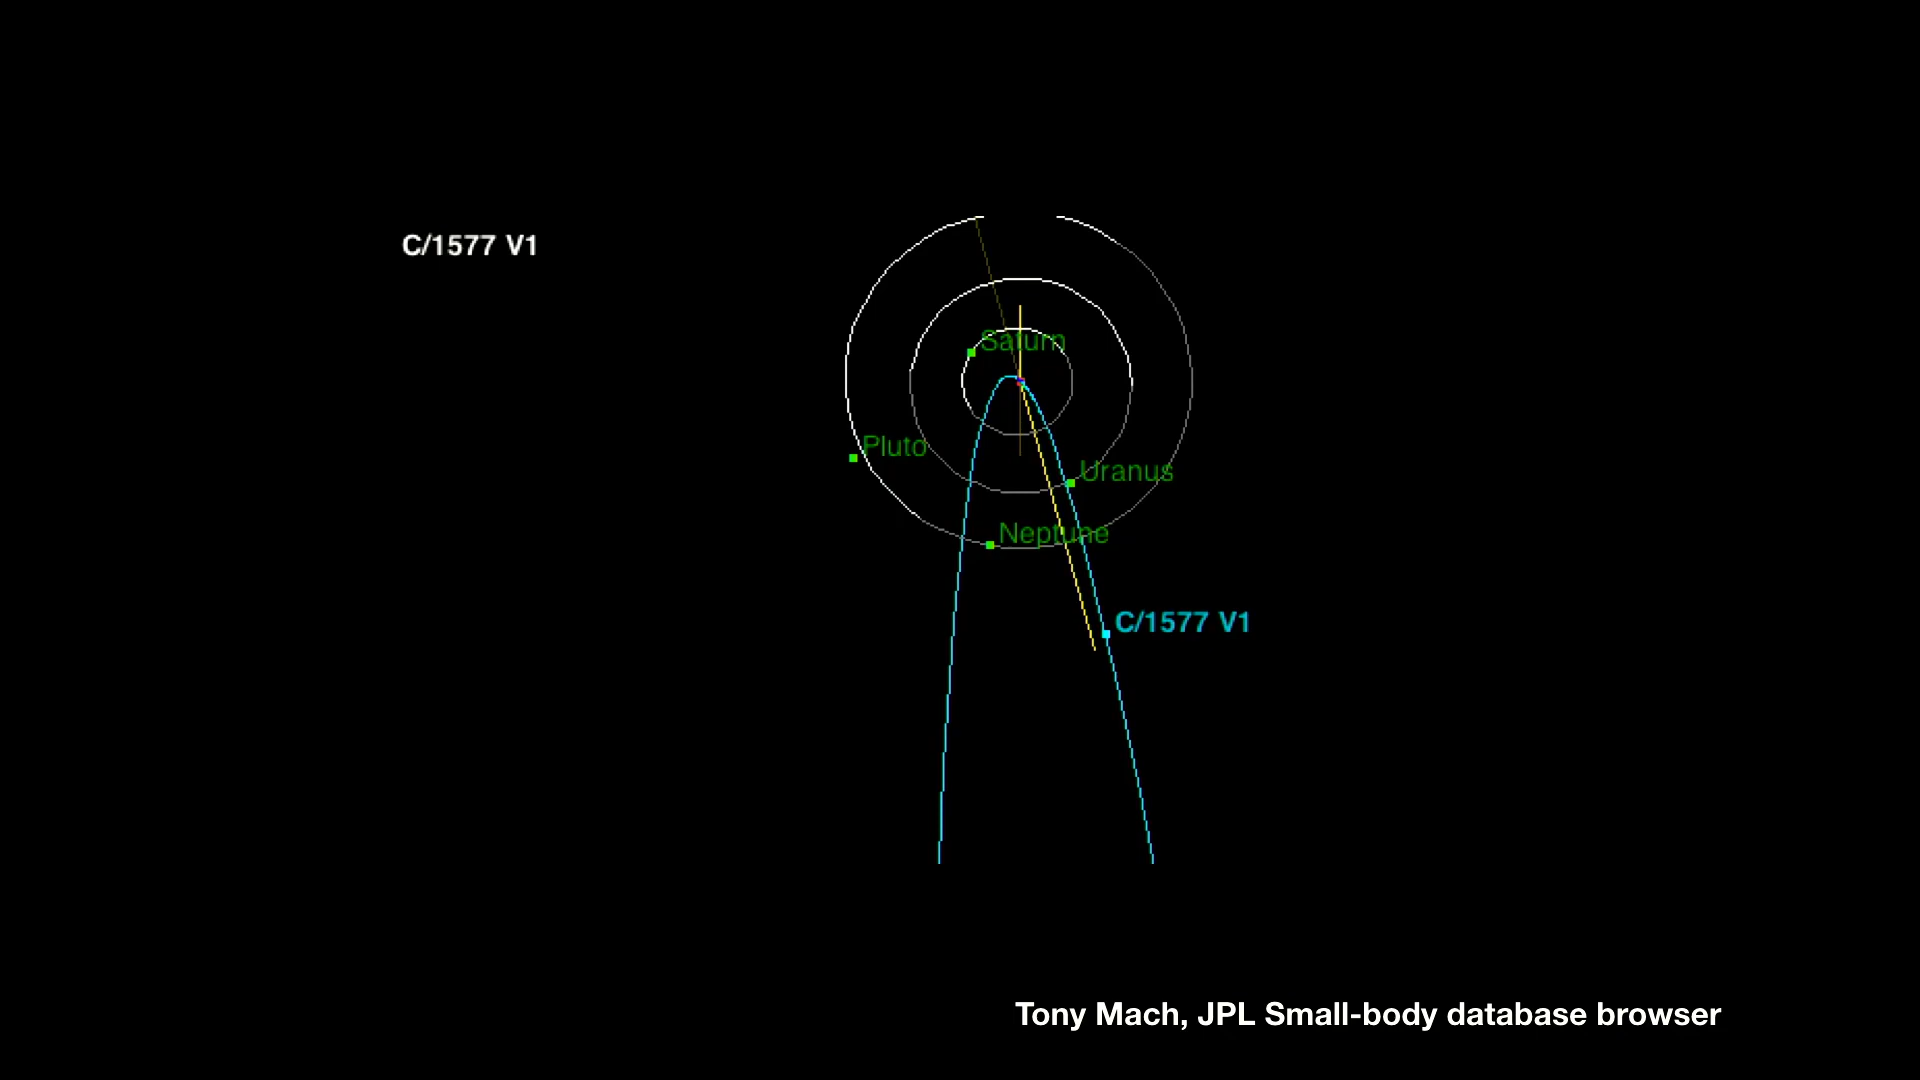 C/1577 V1
Saturn
Pluto
Uranus
Neptune
C/1577 V1
Tony Mach, JPL Small-body database browser